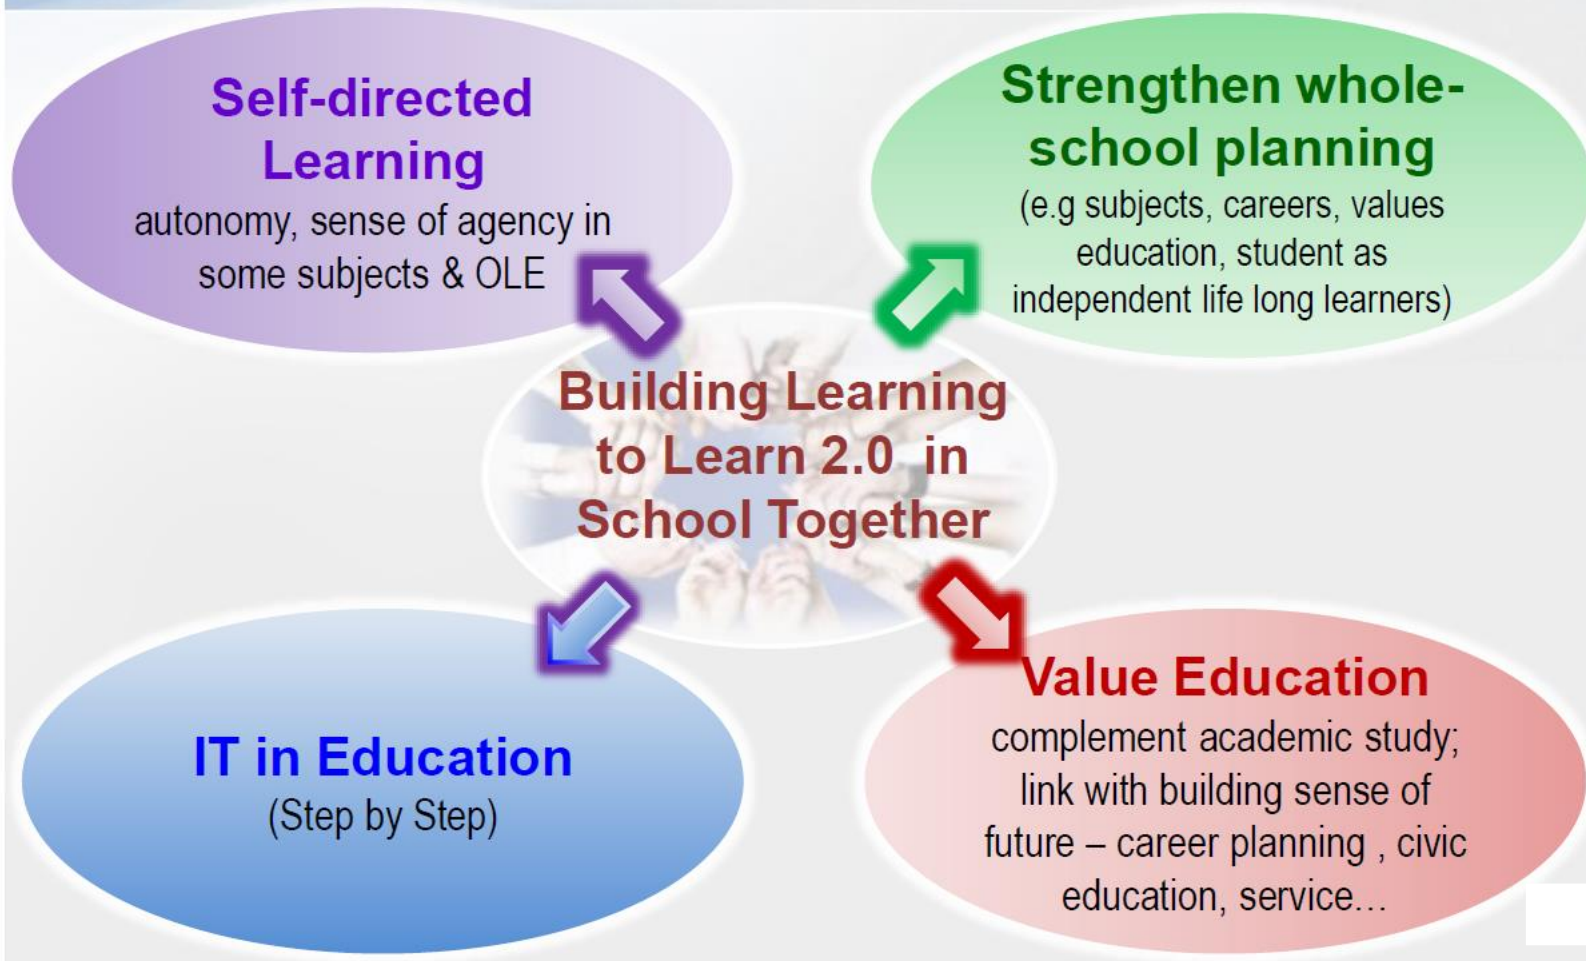 Self-directed
Learning
autonomy, sense of agency in
some subjects & OLE
Strengthen whole-
school planning
(e.g subjects, careers, values
education, student as
independent life long learners)
Building Learning
to Learn 2.0 in
School Together
IT in Education
(Step by Step)
Value Education
complement academic study;
link with building sense of
future – career planning , civic
education, service…